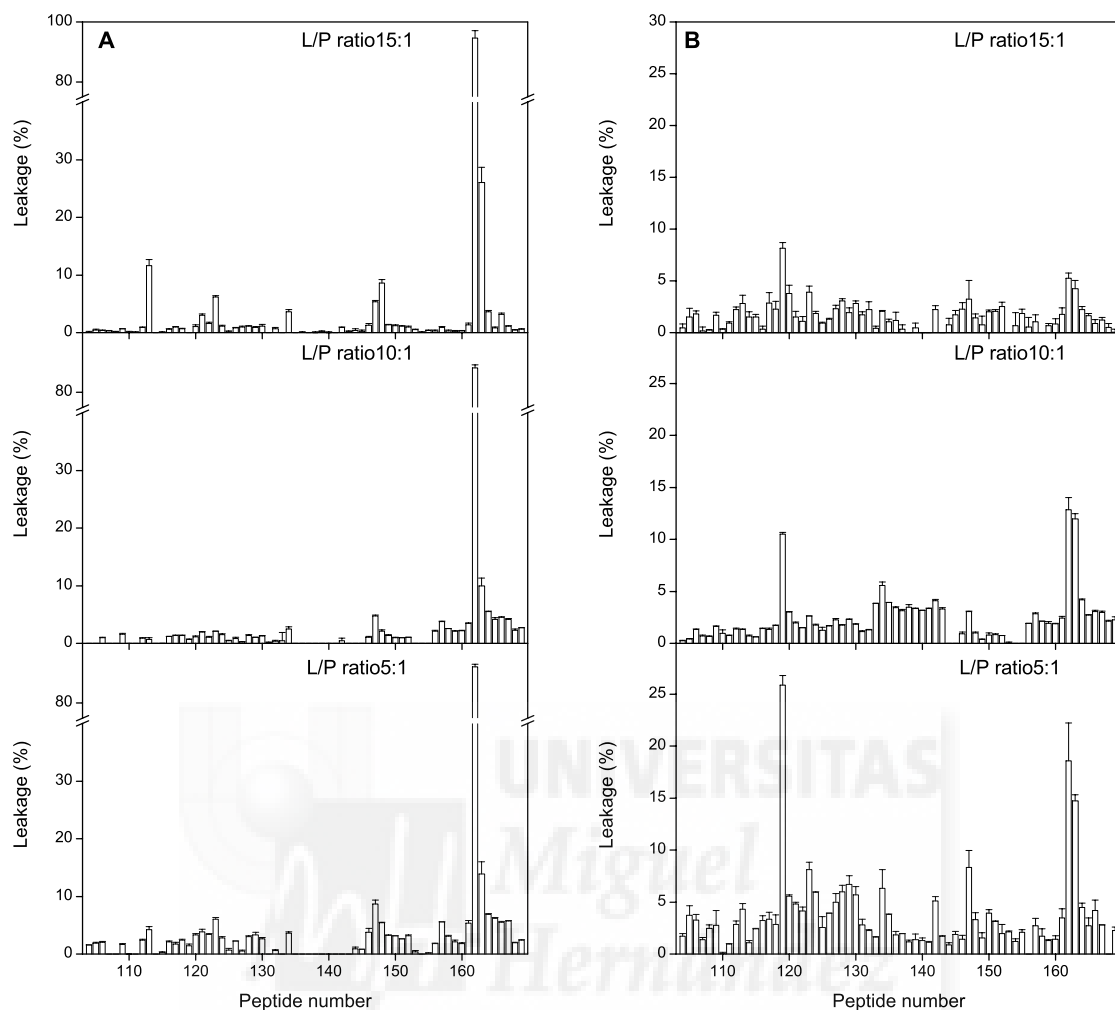 A
L/P ratio15:1
100
80
30
20
10
0
Leakage (%)
L/P ratio10:1
80
30
20
10
0
Leakage (%)
L/P ratio5:1
80
30
20
10
0
Leakage (%)
110 120 130 140 150 160
Peptide number
B
L/P ratio15:1
30
25
20
15
10
5
0
Leakage (%)
L/P ratio10:1
25
20
15
10
5
0
Leakage (%)
L/P ratio5:1
25
20
15
10
5
0
Leakage (%)
110 120 130 140 150 160
Peptide number
UNIVERSITAS
Miguel
Hernández